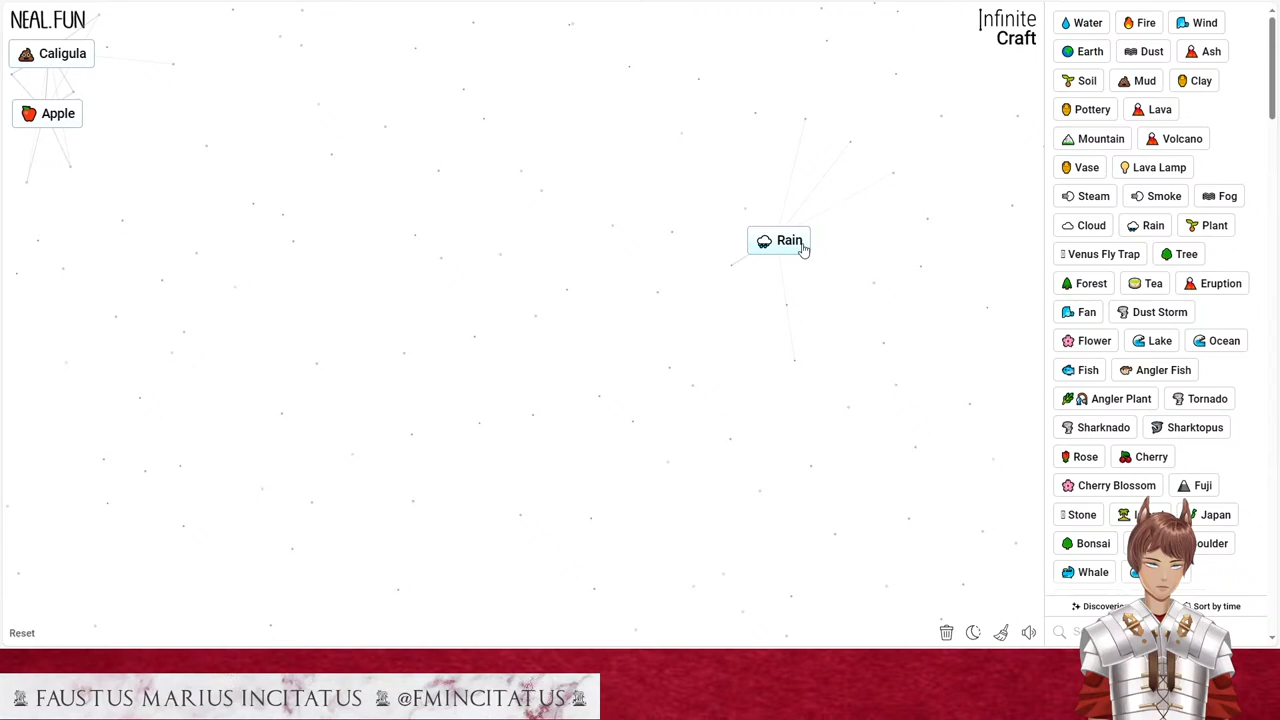 NEAL.FUN
Infinite
Craft
Caligula
Apple
Rain
Water Fire Wind
Earth Dust Ash
Soil Mud Clay
Pottery Lava
Mountain Volcano
Vase Lava Lamp
Steam Smoke Fog
Cloud Rain Plant
Venus Fly Trap Tree
Forest Tea Eruption
Fan Dust Storm
Flower Lake Ocean
Fish Angler Fish
Angler Plant Tornado
Sharknado Sharktopus
Rose Cherry
Cherry Blossom Fuji
Stone Japan
Bonsai
Whale
Sort by time
Reset
FAUSTUS MARIUS INCITATUS @FMINCITATUS